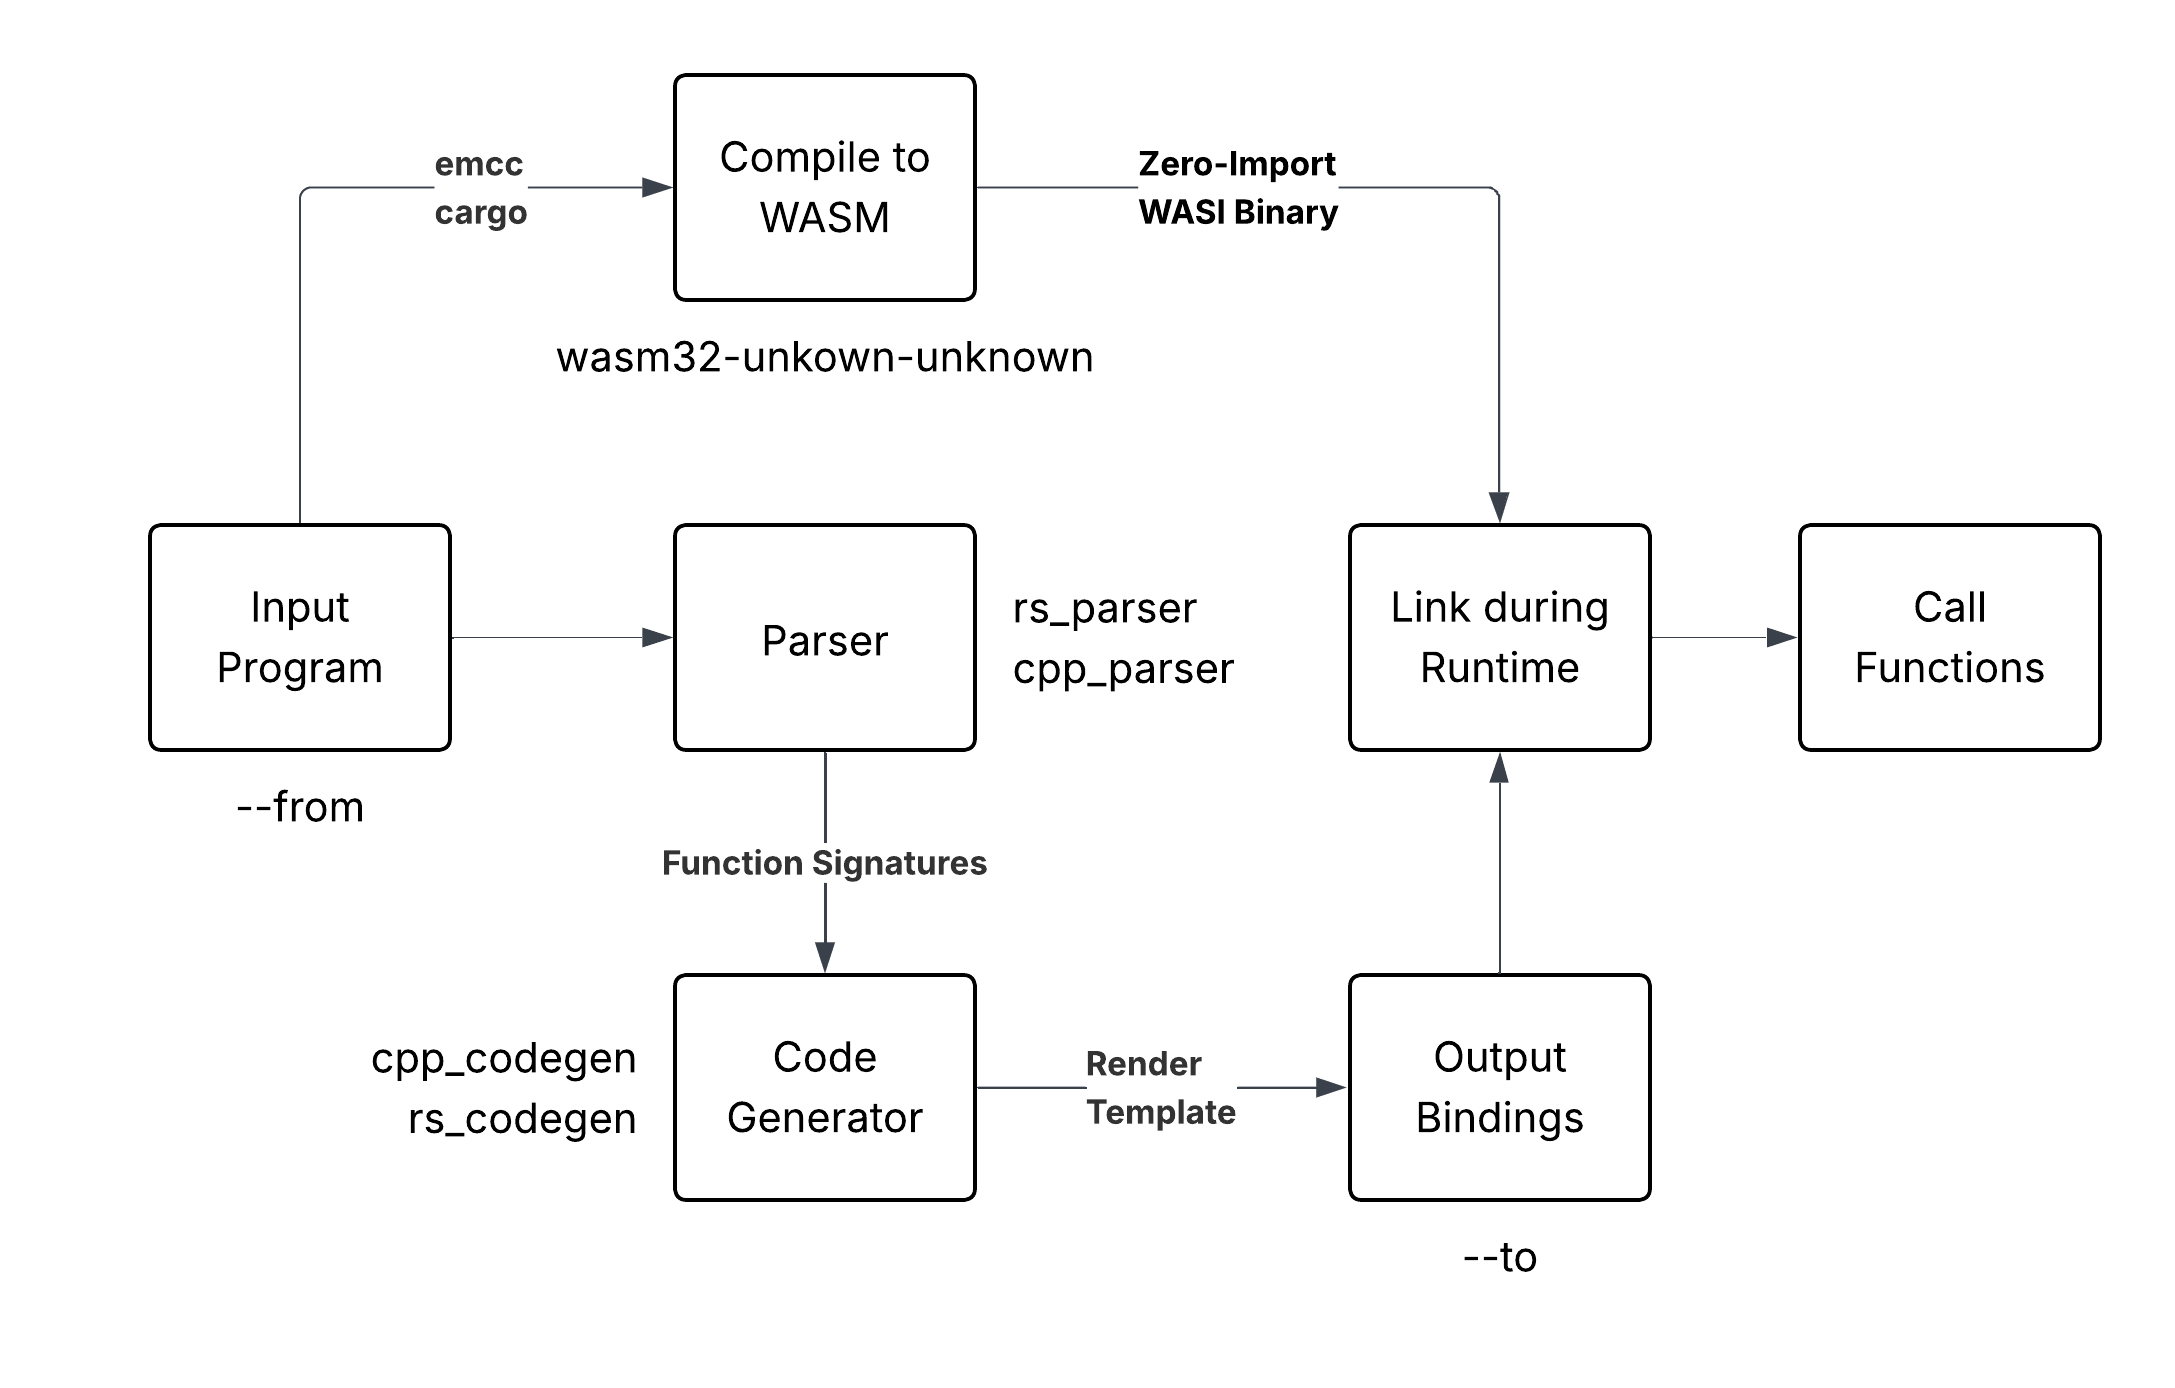 emcc
cargo
Compile to
WASM
Zero-Import
WASI Binary
wasm32-unkown-unknown
Input
Program
--from
Parser
rs_parser
cpp_parser
Link during
Runtime
Call
Functions
Function Signatures
cpp_codegen
rs_codegen
Code
Generator
Render
Template
Output
Bindings
--to